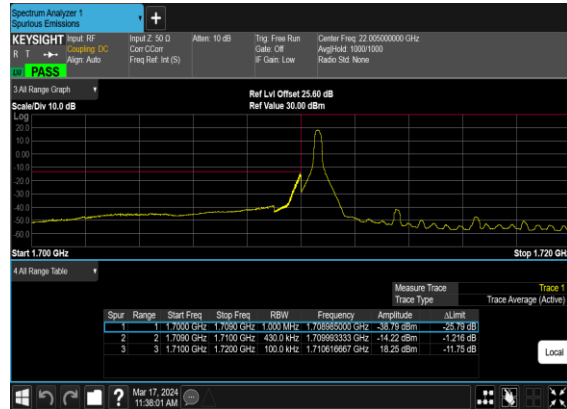 Spectrum Analyzer 1
Spurious Emissions
KEYSIGHT Input: RF Input Z: 50 Ω Atten: 10 dB Trig: Free Run Center Freq: 22.005000000 GHz
R T Coupling: DC Corr CCorr Gate: Off Avg|Hold: 1000/1000
Align: Auto Freq Ref: Int (S) IF Gain: Low Radio Std: None
PASS
3 All Range Graph
Ref Lvl Offset 25.60 dB
Scale/Div 10.0 dB Ref Value 30.00 dBm
Log
20.0
10.0
0.00
-10.0
-20.0
-30.0
-40.0
-50.0
-60.0
Start 1.700 GHz Stop 1.720 GHz
4 All Range Table
Measure Trace Trace 1
Trace Type Trace Average (Active)
Spur Range Start Freq Stop Freq RBW Frequency Amplitude ΔLimit
1 1 1.7000 GHz 1.7090 GHz 1.000 MHz 1.708985000 GHz -38.79 dBm -25.79 dB
2 2 1.7090 GHz 1.7100 GHz 430.0 kHz 1.709993333 GHz -14.22 dBm -1.216 dB
3 3 1.7100 GHz 1.7200 GHz 100.0 kHz 1.710616667 GHz 18.25 dBm -11.75 dB
Local
Mar 17, 2024
11:38:01 AM